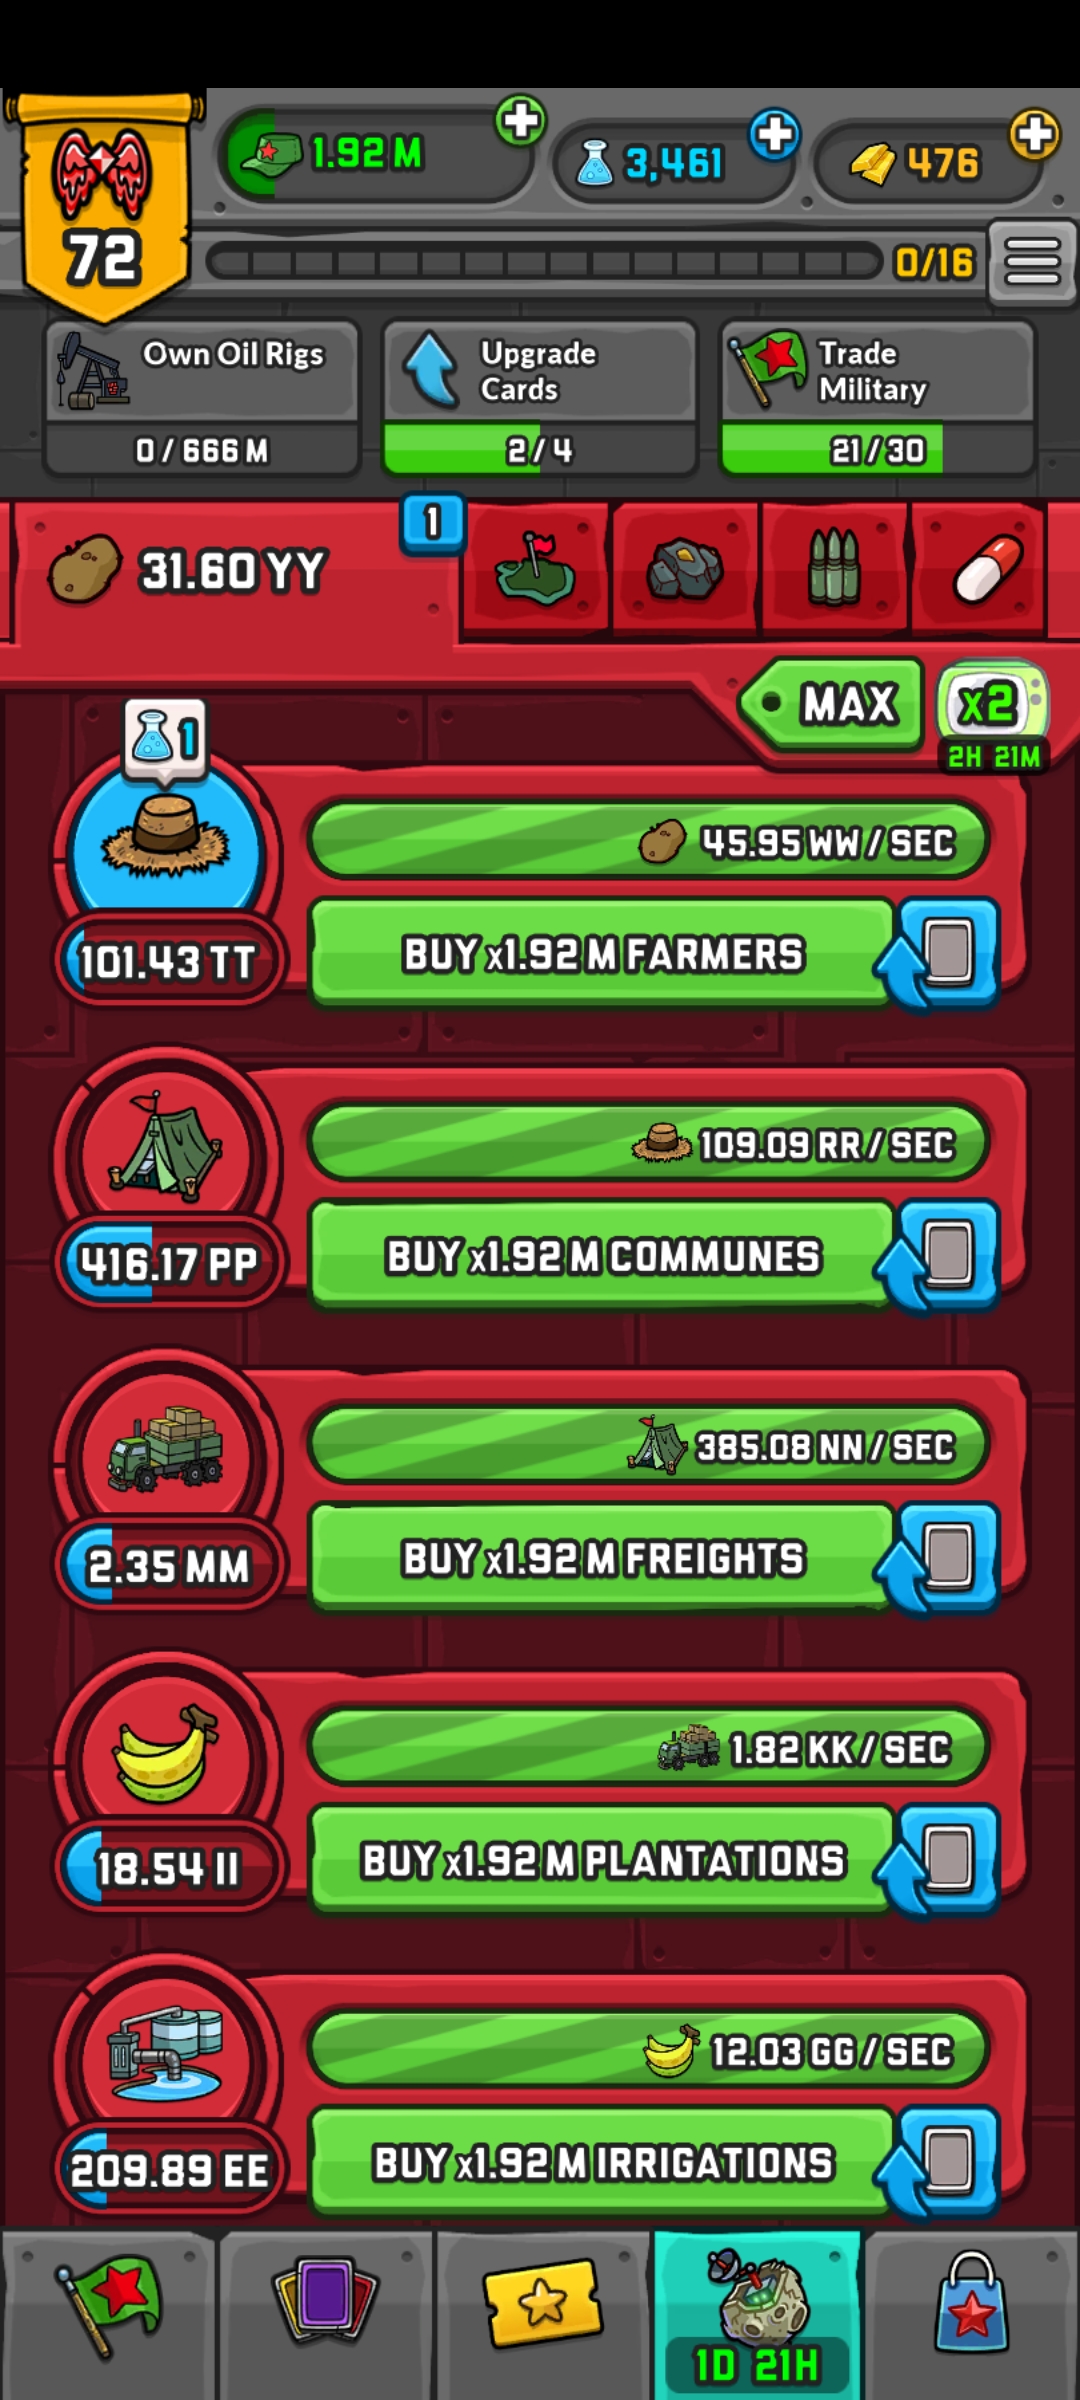 1.92 M
3,461
476
72
0/16
Own Oil Rigs
0 / 666 M
Upgrade
Cards
2 / 4
Trade
Military
21 / 30
31.60 YY
1
MAX
x2
2H 21M
1
45.95 WW / SEC
101.43 TT
BUY x1.92 M FARMERS
109.09 RR / SEC
416.17 PP
BUY x1.92 M COMMUNES
385.08 NN / SEC
2.35 MM
BUY x1.92 M FREIGHTS
1.82 KK / SEC
18.54 II
BUY x1.92 M PLANTATIONS
12.03 GG / SEC
209.89 EE
BUY x1.92 M IRRIGATIONS
1D 21H